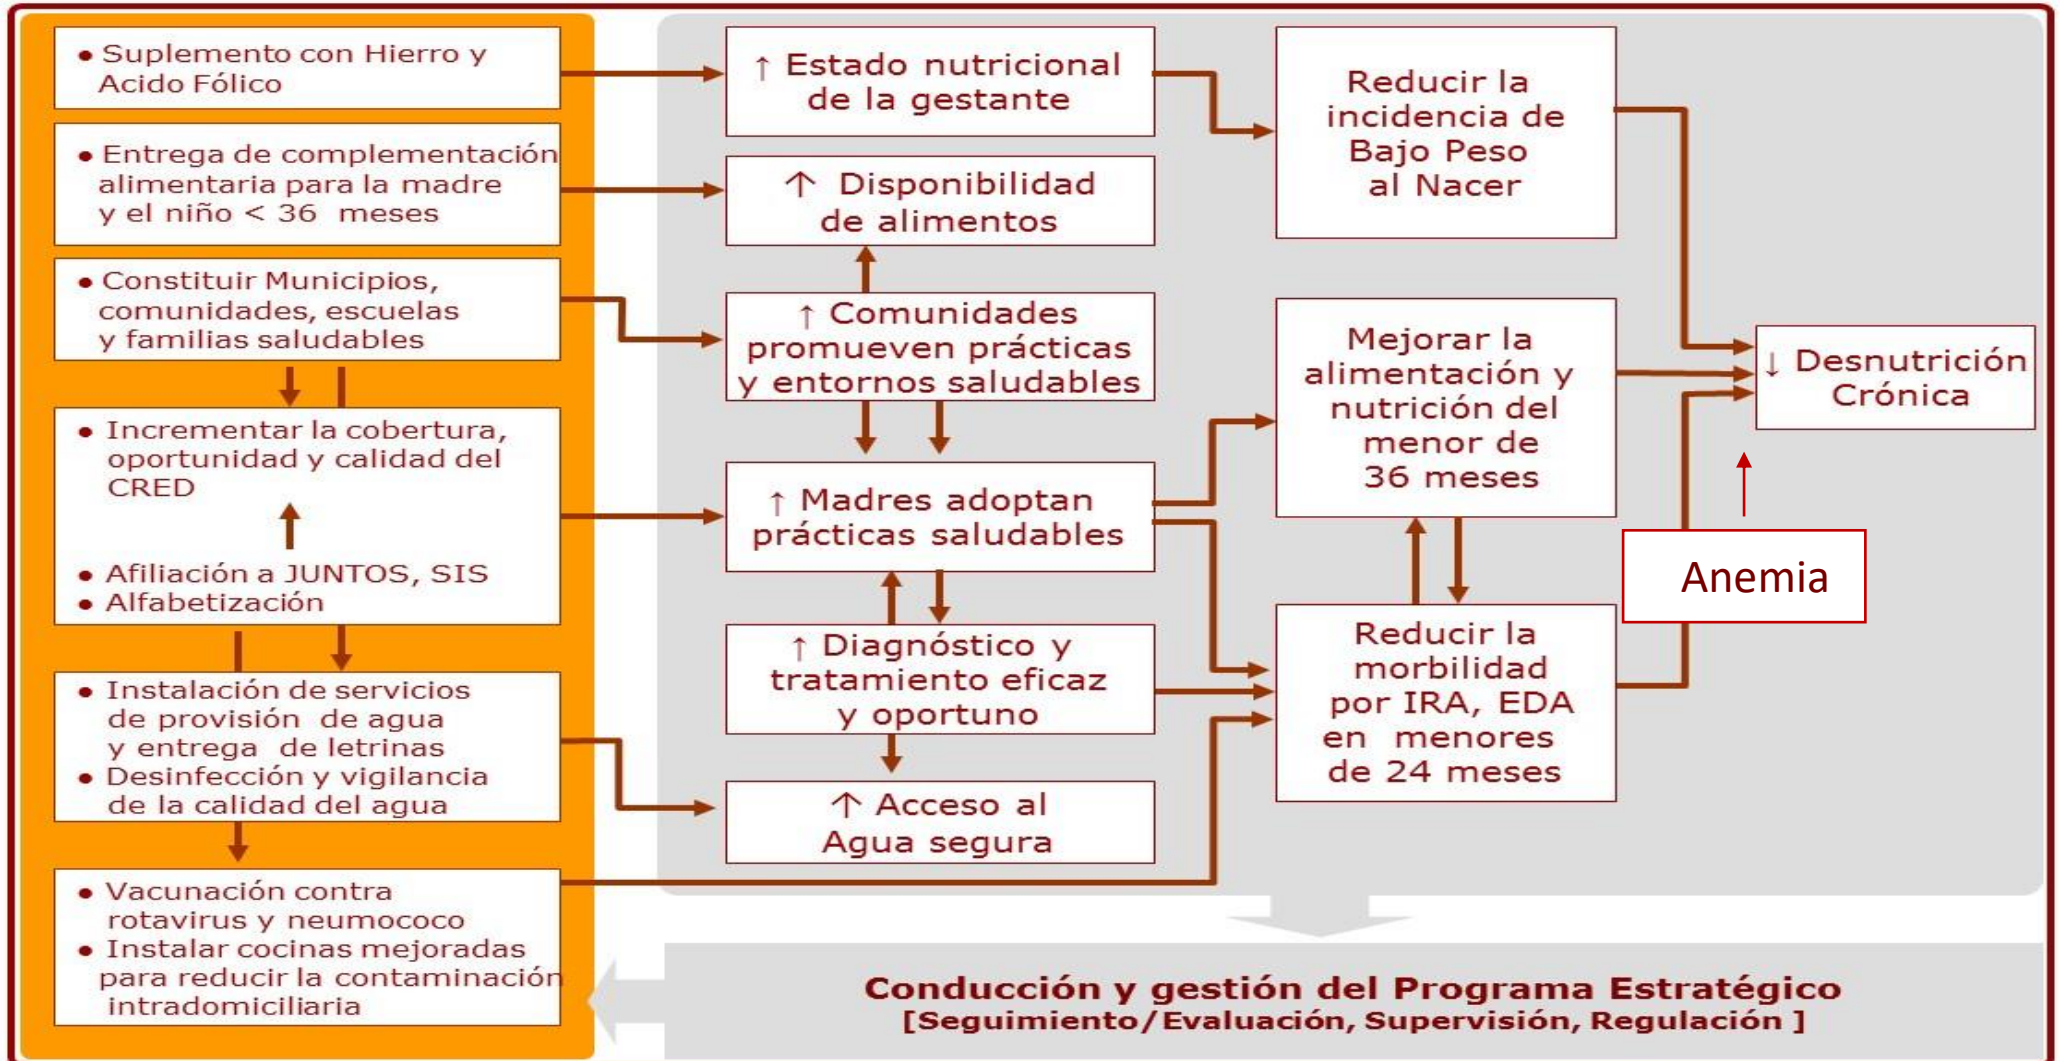 ● Suplemento con Hierro y
Acido Fólico
● Entrega de complementación
alimentaria para la madre
y el niño < 36 meses
● Constituir Municipios,
comunidades, escuelas
y familias saludables
● Incrementar la cobertura,
oportunidad y calidad del
CRED
● Afiliación a JUNTOS, SIS
● Alfabetización
● Instalación de servicios
de provisión de agua
y entrega de letrinas
● Desinfección y vigilancia
de la calidad del agua
● Vacunación contra
rotavirus y neumococo
● Instalar cocinas mejoradas
para reducir la contaminación
intradomiciliaria
↑ Estado nutricional
de la gestante
↑ Disponibilidad
de alimentos
↑ Comunidades
promueven prácticas
y entornos saludables
↑ Madres adoptan
prácticas saludables
↑ Diagnóstico y
tratamiento eficaz
y oportuno
↑ Acceso al
Agua segura
Reducir la
incidencia de
Bajo Peso
al Nacer
Mejorar la
alimentación y
nutrición del
menor de
36 meses
Reducir la
morbilidad
por IRA, EDA
en menores
de 24 meses
↓ Desnutrición
Crónica
Anemia
Conducción y gestión del Programa Estratégico
[Seguimiento/Evaluación, Supervisión, Regulación ]